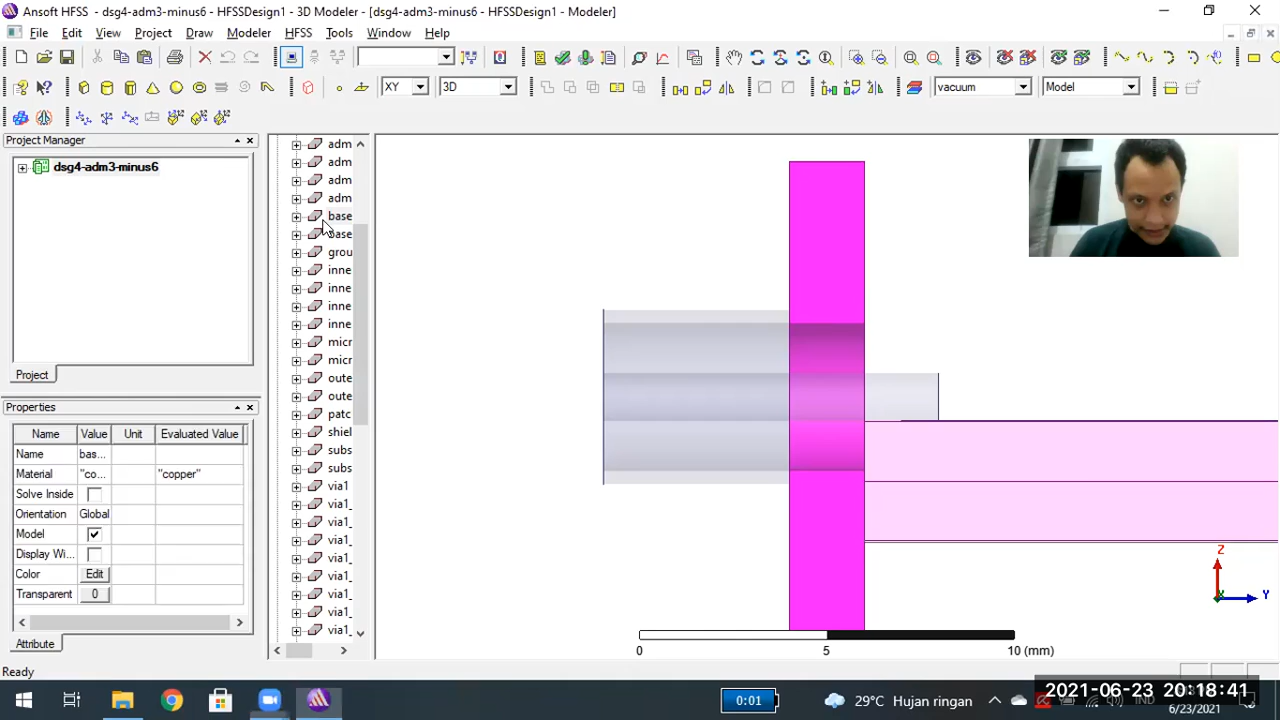 Ansoft HFSS - dsg4-adm3-minus6 - HFSSDesign1 - 3D Modeler - [dsg4-adm3-minus6 - HFSSDesign1 - Modeler]
File Edit View Project Draw Modeler HFSS Tools Window Help
XY 3D vacuum Model
Project Manager
dsg4-adm3-minus6
Project
Properties
Name Value Unit Evaluated Value
Name bas...
Material "co... "copper"
Solve Inside
Orientation Global
Model
Display Wi...
Color Edit
Transparent 0
Attribute
adm
adm
adm
adm
base
base
grou
inne
inne
inne
inne
micr
micr
oute
oute
patc
shiel
subs
subs
via1
via1_
via1_
via1_
via1_
via1_
via1_
via1_
via1_
Z
Y
0 5 10 (mm)
Ready
0:01
29°C Hujan ringan
IND
2021-06-23 20:18:41
6/23/2021